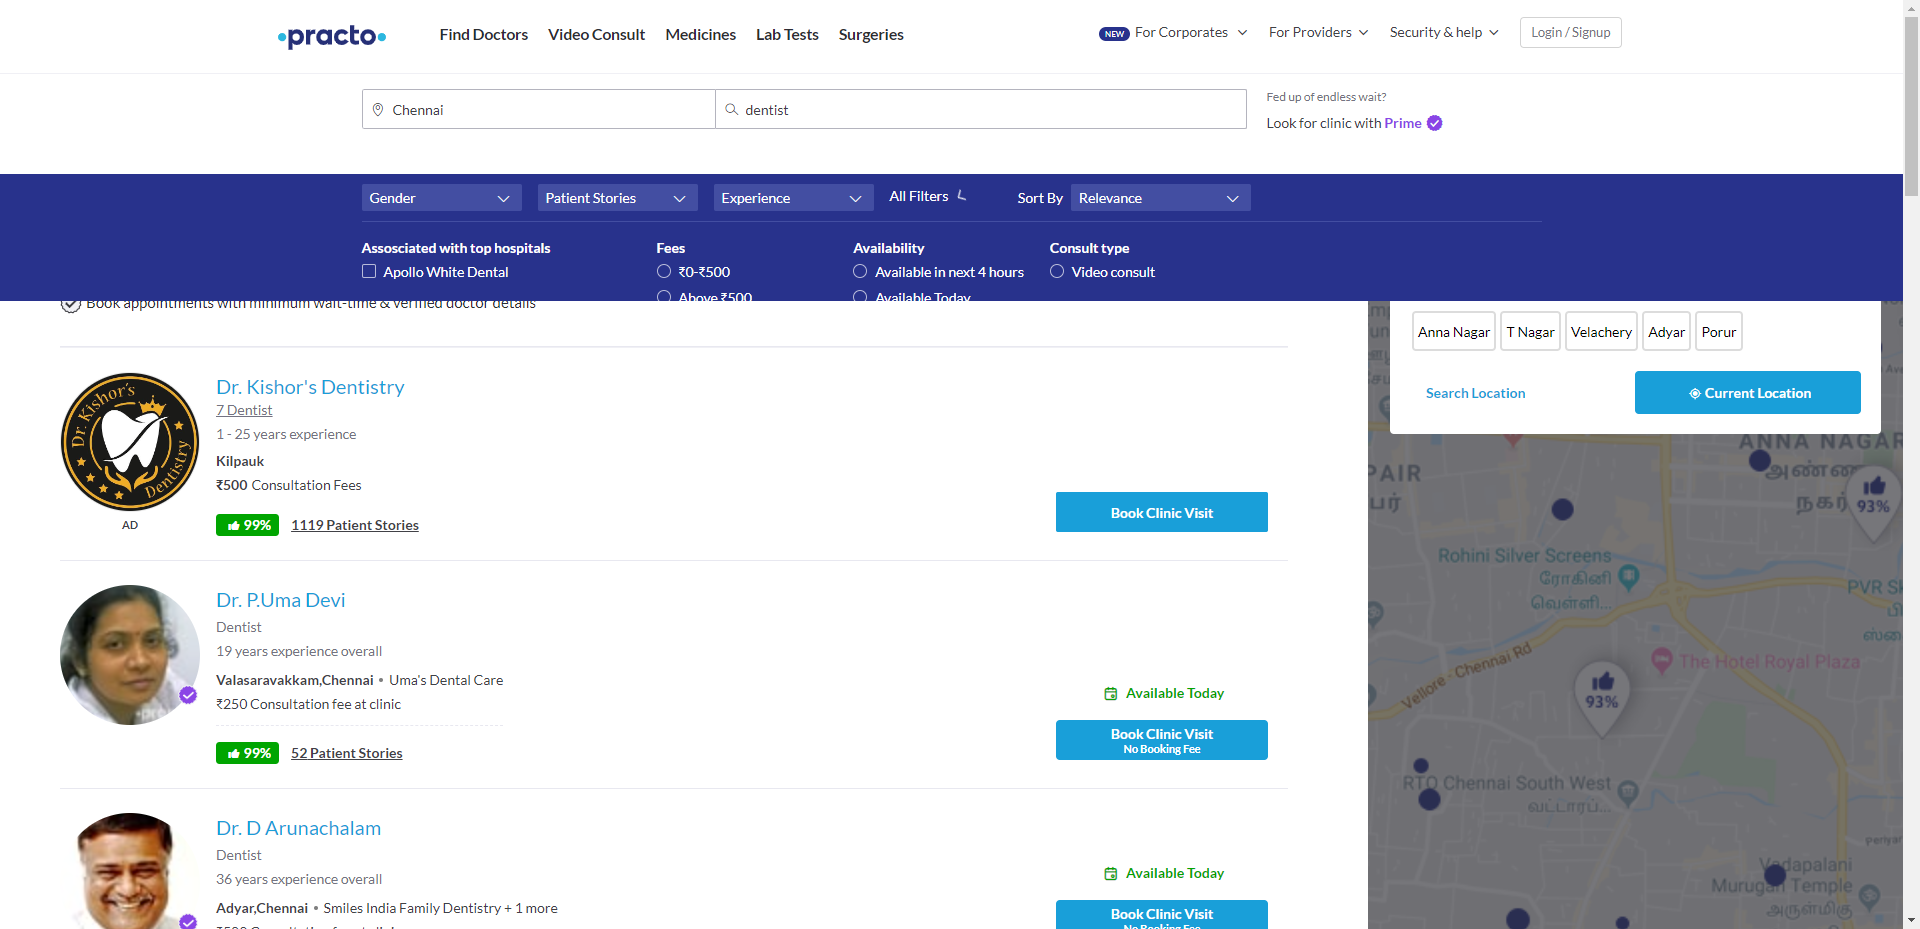 practo
Find Doctors
Video Consult
Medicines
Lab Tests
Surgeries
NEW For Corporates
For Providers
Security & help
Login / Signup
Chennai
dentist
Fed up of endless wait?
Look for clinic with Prime
Gender
Patient Stories
Experience
All Filters
Sort By Relevance
Assosciated with top hospitals
Apollo White Dental
Fees
₹0-₹500
Above ₹500
Availability
Available in next 4 hours
Available Today
Consult type
Video consult
Book appointments with minimum wait-time & verified doctor details
Dr. Kishor's Dentistry
AD
Dr. Kishor's Dentistry
7 Dentist
1 - 25 years experience
Kilpauk
₹500 Consultation Fees
99% 1119 Patient Stories
Book Clinic Visit
Dr. P.Uma Devi
Dentist
19 years experience overall
Valasaravakkam,Chennai • Uma's Dental Care
₹250 Consultation fee at clinic
99% 52 Patient Stories
Available Today
Book Clinic Visit
No Booking Fee
Dr. D Arunachalam
Dentist
36 years experience overall
Adyar,Chennai • Smiles India Family Dentistry + 1 more
Available Today
Book Clinic Visit
No Booking Fee
Anna Nagar
T Nagar
Velachery
Adyar
Porur
Search Location
Current Location
ANNA NAGAR
அண்ணா
நகர்
93%
PAIR
பர்
Rohini Silver Screens
ரோகினி
வெள்ளி...
PVR SK
Vellore - Chennai Rd
The Hotel Royal Plaza
93%
RTO Chennai South West
வட்டாரப்...
Vadapalani
Murugan Temple
அருள்மிகு